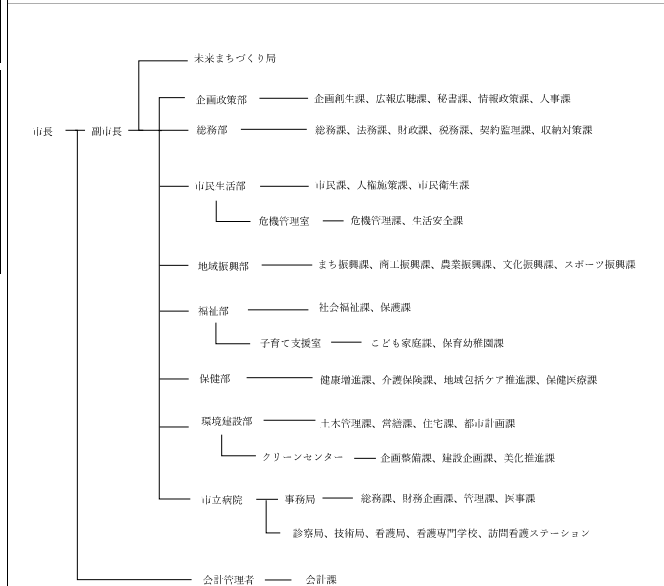 未来まちづくり局
企画政策部 企画創生課、広報広聴課、秘書課、情報政策課、人事課
市長 副市長 総務部 総務課、法務課、財政課、税務課、契約監理課、収納対策課
市民生活部 市民課、人権施策課、市民衛生課
危機管理室 危機管理課、生活安全課
地域振興部 まち振興課、商工振興課、農業振興課、文化振興課、スポーツ振興課
福祉部 社会福祉課、保護課
子育て支援室 こども家庭課、保育幼稚園課
保健部 健康増進課、介護保険課、地域包括ケア推進課、保健医療課
環境建設部 土木管理課、営繕課、住宅課、都市計画課
クリーンセンター 企画整備課、建設企画課、美化推進課
市立病院 事務局 総務課、財務企画課、管理課、医事課
診察局、技術局、看護局、看護専門学校、訪問看護ステーション
会計管理者 会計課